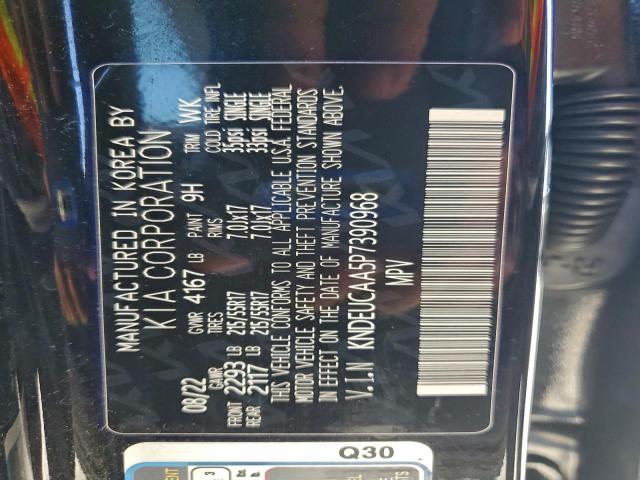 MANUFACTURED IN KOREA BY
KIA CORPORATION
08/22 GVWR 4167 LB PAINT 9H TRIM WK
GAWR TIRES RIMS COLD TIRE INFL
FRONT 2293 LB 215/55R17 7.0Jx17 35psi SINGLE
REAR 2117 LB 215/55R17 7.0Jx17 33psi SINGLE
THIS VEHICLE CONFORMS TO ALL APPLICABLE U.S.A. FEDERAL
MOTOR VEHICLE SAFETY AND THEFT PREVENTION STANDARDS
IN EFFECT ON THE DATE OF MANUFACTURE SHOWN ABOVE.
V.I.N KNDEUCAA5P7390968
MPV
Q30